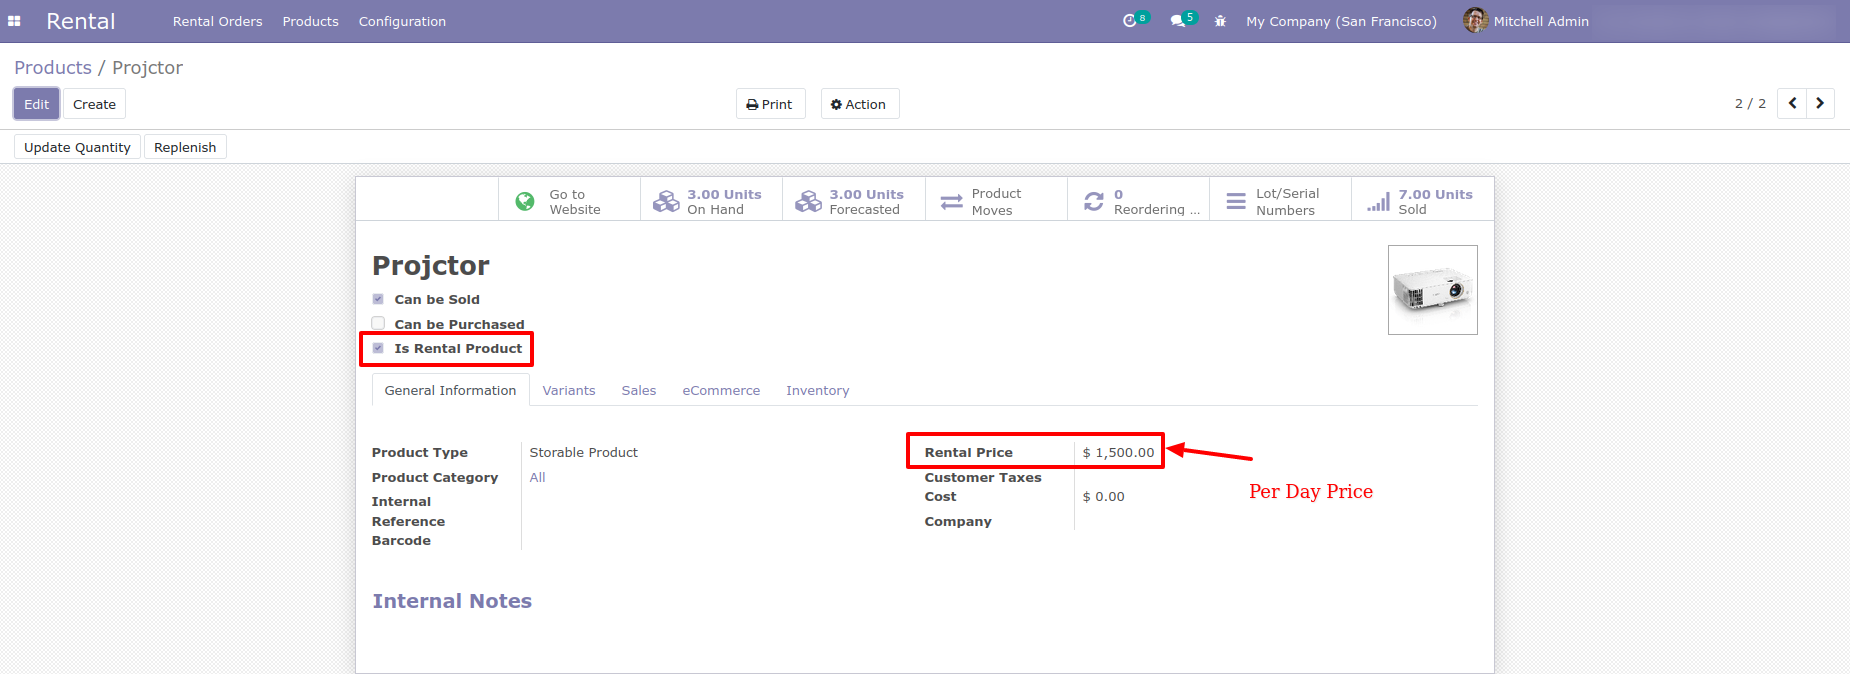 Rental Rental Orders Products Configuration 8 5 My Company (San Francisco) Mitchell Admin
Products / Projctor
Edit Create Print Action 2 / 2
Update Quantity Replenish
Go to Website
3.00 Units On Hand
3.00 Units Forecasted
Product Moves
0 Reordering ...
Lot/Serial Numbers
7.00 Units Sold
Projctor
Can be Sold
Can be Purchased
Is Rental Product
General Information Variants Sales eCommerce Inventory
Product Type Storable Product
Product Category All
Internal
Reference
Barcode
Rental Price $ 1,500.00
Customer Taxes
Cost $ 0.00
Company
Per Day Price
Internal Notes